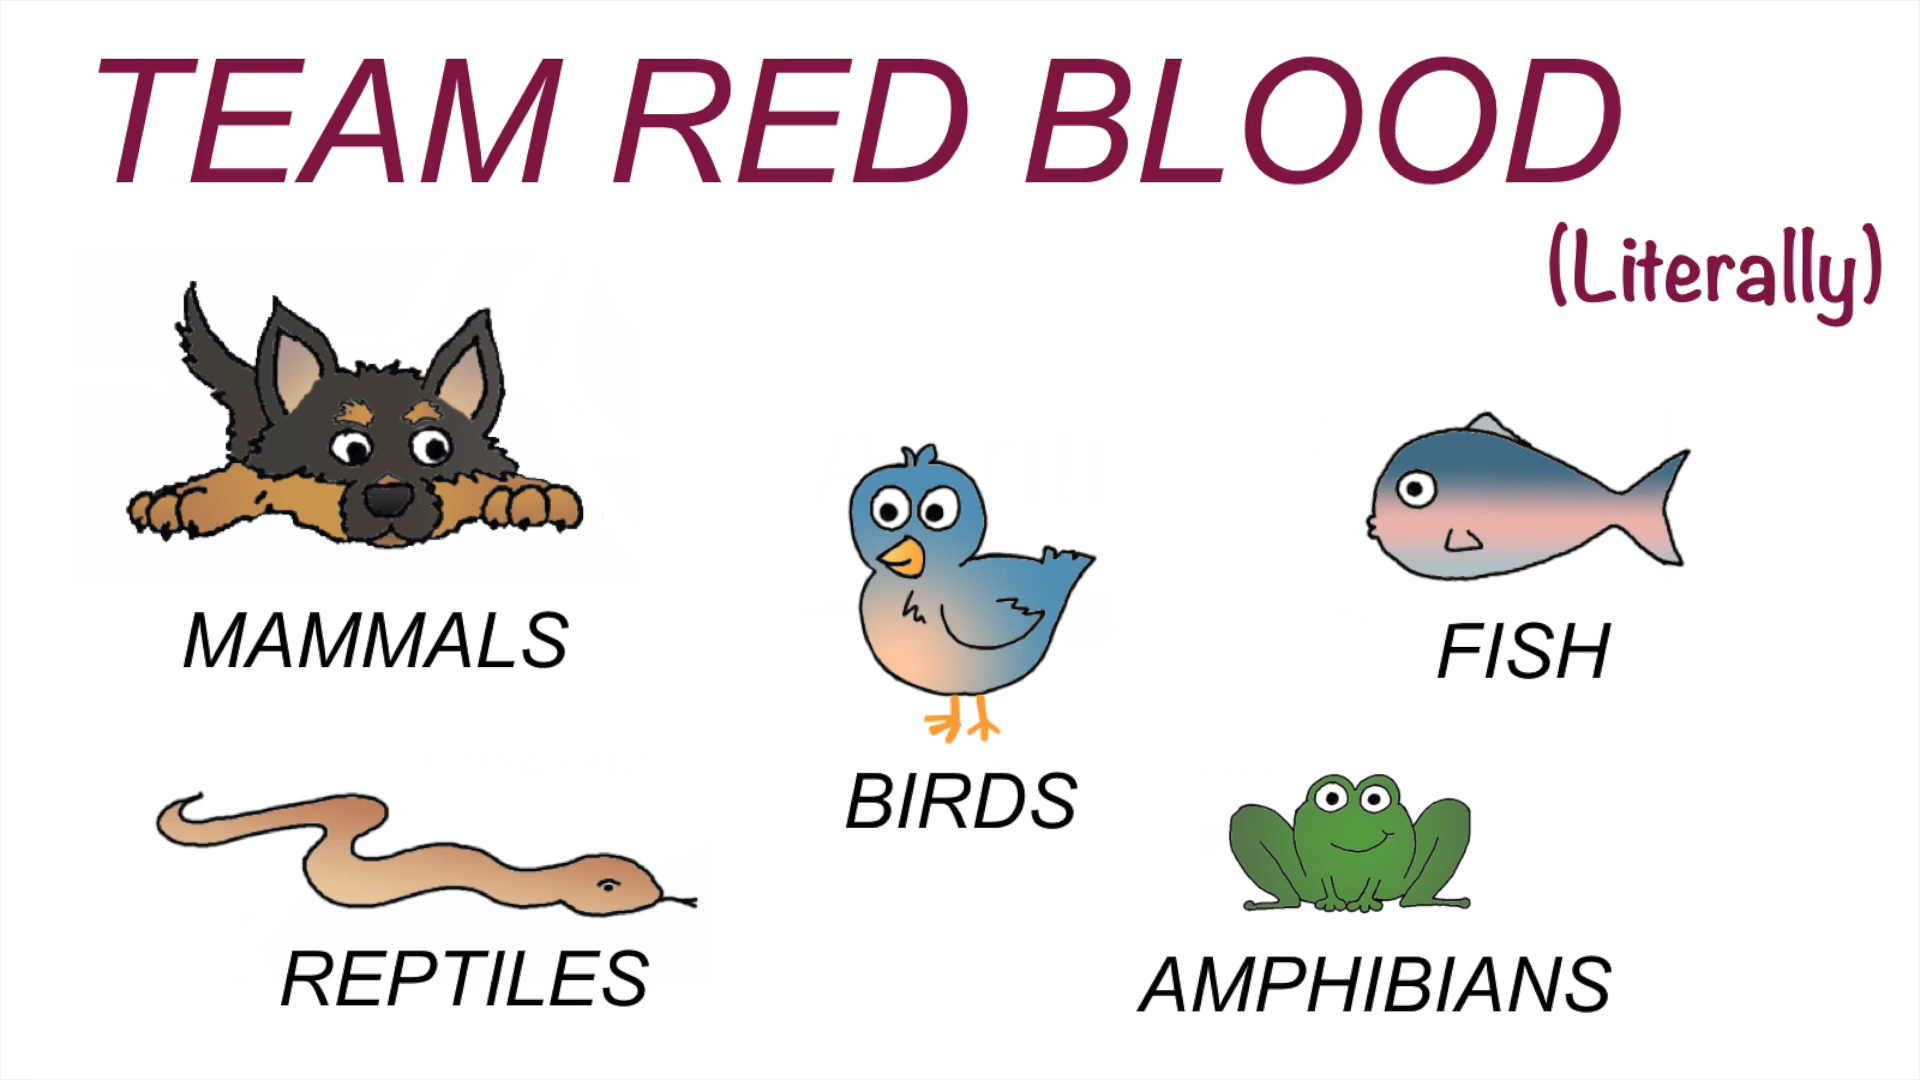 TEAM RED BLOOD
(Literally)
MAMMALS
BIRDS
FISH
REPTILES
AMPHIBIANS